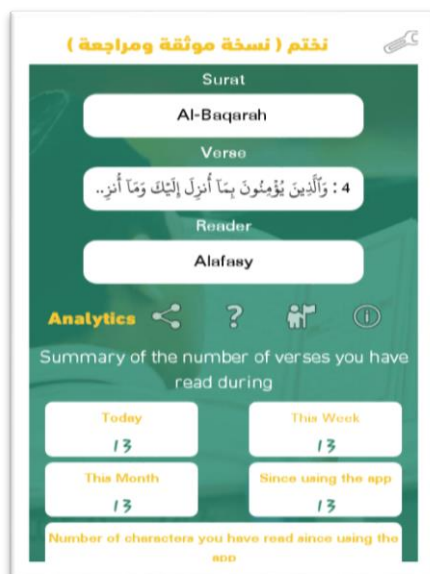 نختم ( نسخة موثقة ومراجعة )
Surat
Al-Baqarah
Verse
4 : وَٱلَّذِينَ يُؤْمِنُونَ بِمَآ أُنزِلَ إِلَيْكَ وَمَآ أُنزِ..
Reader
Alafasy
Analytics ?
Summary of the number of verses you have
read during
Today This Week
13 13
This Month Since using the app
13 13
Number of characters you have read since using the
app